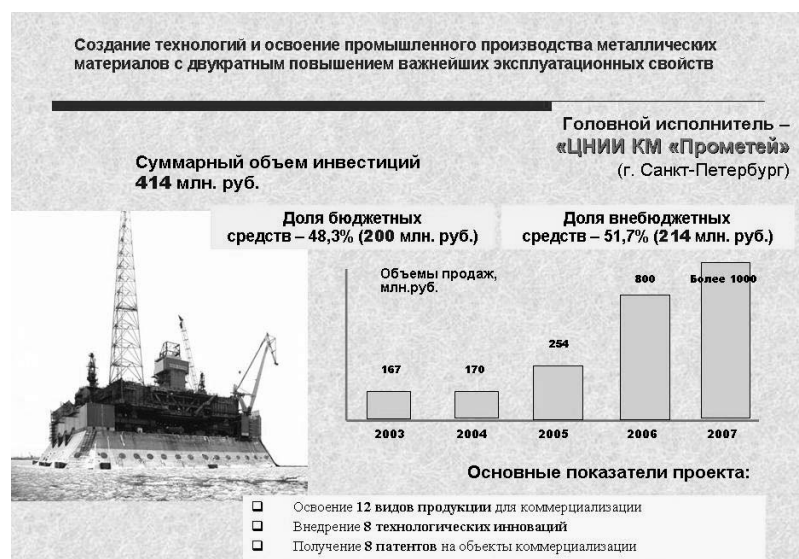 Создание технологий и освоение промышленного производства металлических
материалов с двукратным повышением важнейших эксплуатационных свойств
Головной исполнитель –
«ЦНИИ КМ «Прометей»
(г. Санкт-Петербург)
Суммарный объем инвестиций
414 млн. руб.
Доля бюджетных
средств – 48,3% (200 млн. руб.)
Доля внебюджетных
средств – 51,7% (214 млн. руб.)
Объемы продаж,
млн.руб.
167
170
254
800
Более 1000
2003
2004
2005
2006
2007
Основные показатели проекта:
Освоение 12 видов продукции для коммерциализации
Внедрение 8 технологических инноваций
Получение 8 патентов на объекты коммерциализации